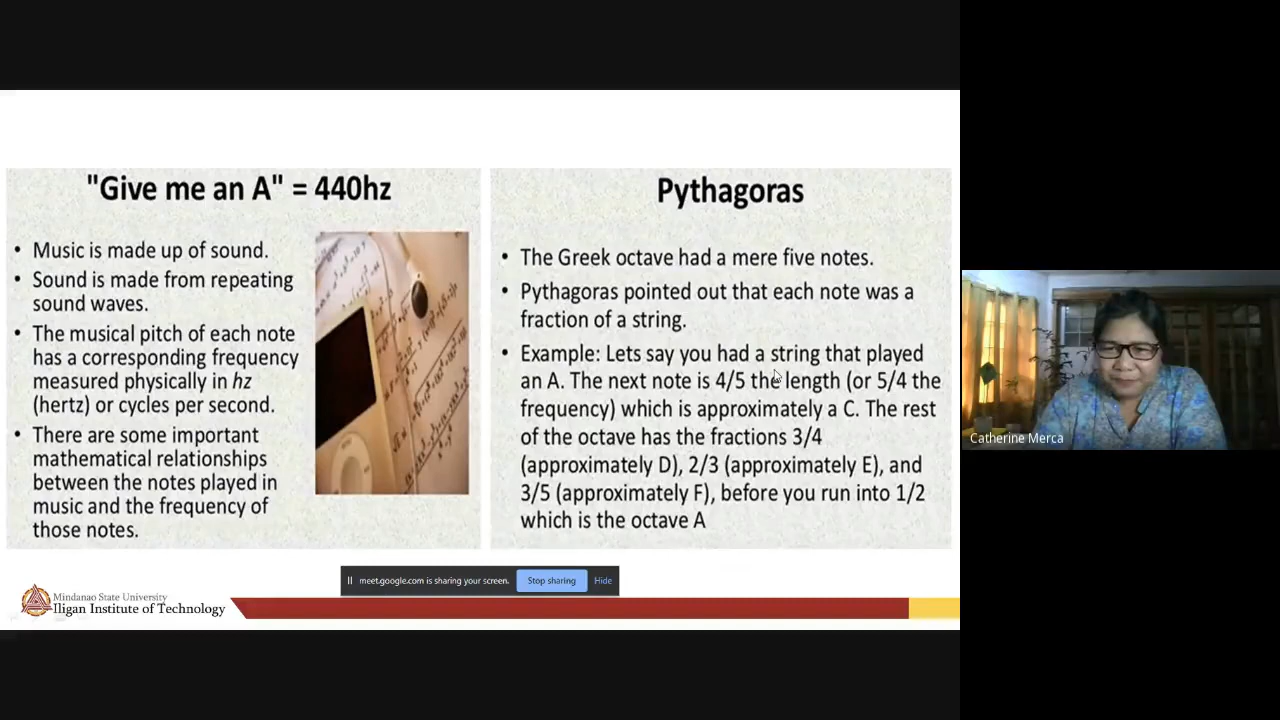 "Give me an A" = 440hz
• Music is made up of sound.
• Sound is made from repeating
sound waves.
• The musical pitch of each note
has a corresponding frequency
measured physically in hz
(hertz) or cycles per second.
• There are some important
mathematical relationships
between the notes played in
music and the frequency of
those notes.
Pythagoras
• The Greek octave had a mere five notes.
• Pythagoras pointed out that each note was a
fraction of a string.
• Example: Lets say you had a string that played
an A. The next note is 4/5 the length (or 5/4 the
frequency) which is approximately a C. The rest
of the octave has the fractions 3/4
(approximately D), 2/3 (approximately E), and
3/5 (approximately F), before you run into 1/2
which is the octave A
Catherine Merca
meet.google.com is sharing your screen.
Stop sharing
Hide
Mindanao State University
Iligan Institute of Technology